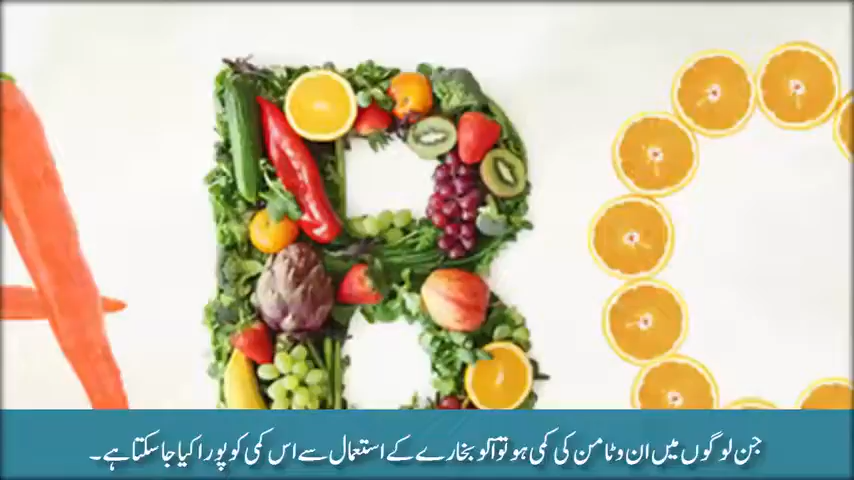 جن لوگوں میں ان وٹامن کی کمی ہو تو آلو بخارے کے استعمال سے اس کمی کو پورا کیا جا سکتا ہے۔